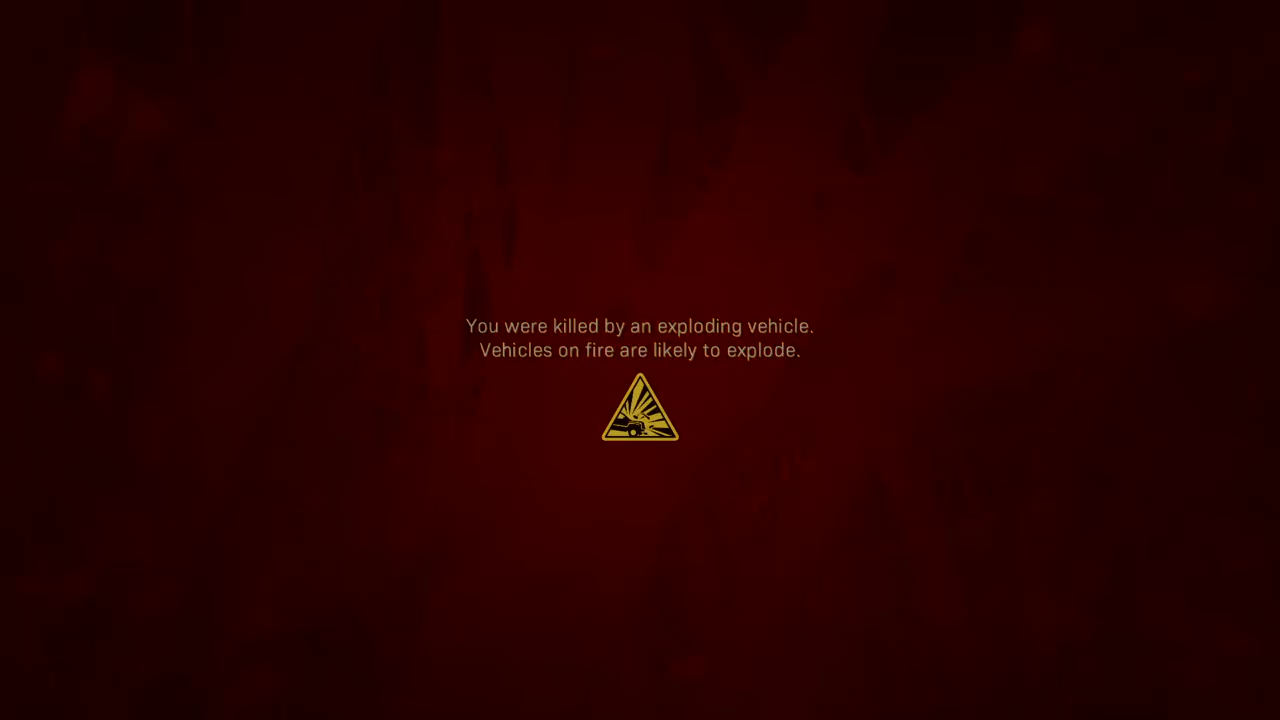 You were killed by an exploding vehicle.
Vehicles on fire are likely to explode.